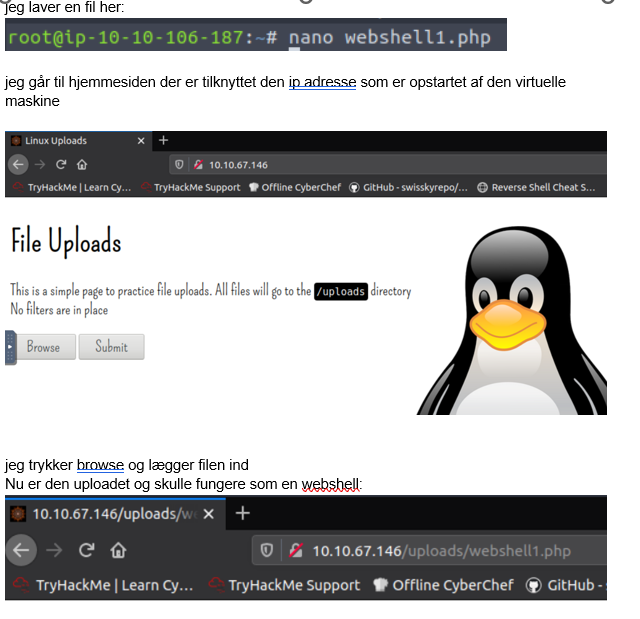 jeg laver en fil her:
root@ip-10-10-106-187:~# nano webshell1.php
jeg går til hjemmesiden der er tilknyttet den ip adresse som er opstartet af den virtuelle
maskine
Linux Uploads
10.10.67.146
TryHackMe | Learn Cy... TryHackMe Support Offline CyberChef GitHub - swisskyrepo/... Reverse Shell Cheat S...
File Uploads
This is a simple page to practice file uploads. All files will go to the /uploads directory
No filters are in place
Browse Submit
jeg trykker browse og lægger filen ind
Nu er den uploadet og skulle fungere som en webshell:
10.10.67.146/uploads/w
10.10.67.146/uploads/webshell1.php
TryHackMe | Learn Cy... TryHackMe Support Offline CyberChef GitHub -